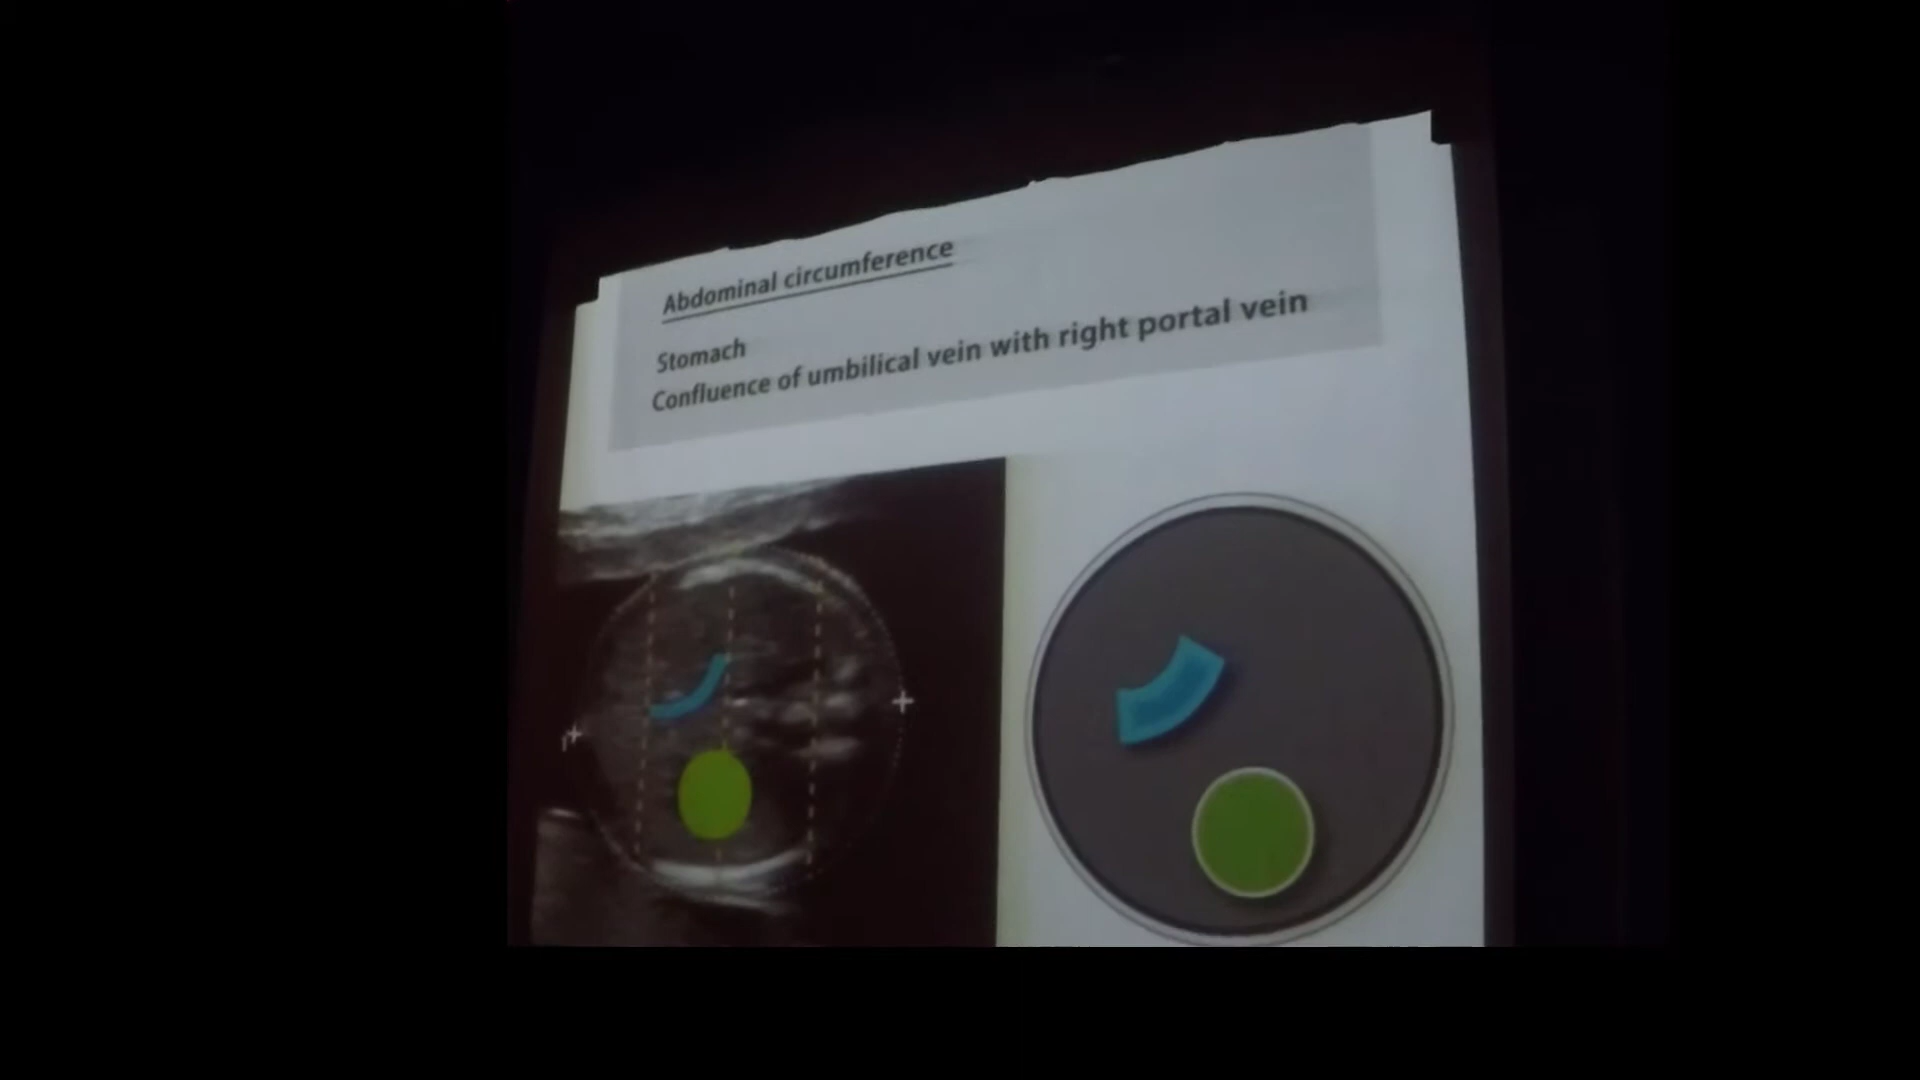 Abdominal circumference
Stomach
Confluence of umbilical vein with right portal vein